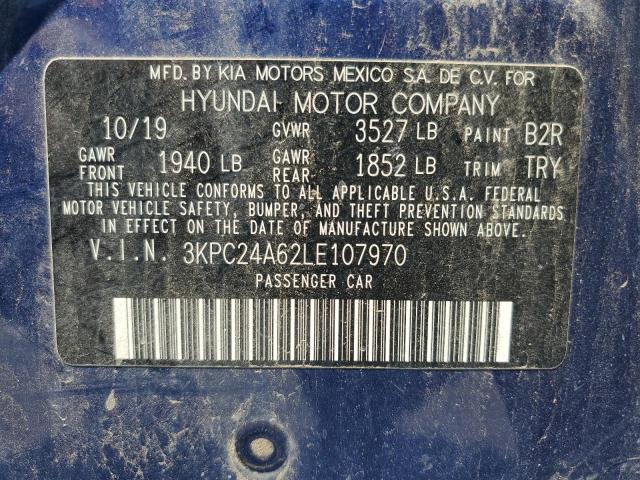 MFD. BY KIA MOTORS MEXICO S.A. DE C.V. FOR
HYUNDAI MOTOR COMPANY
10/19 GVWR 3527 LB PAINT B2R
GAWR FRONT 1940 LB GAWR REAR 1852 LB TRIM TRY
THIS VEHICLE CONFORMS TO ALL APPLICABLE U.S.A. FEDERAL
MOTOR VEHICLE SAFETY, BUMPER, AND THEFT PREVENTION STANDARDS
IN EFFECT ON THE DATE OF MANUFACTURE SHOWN ABOVE.
V.I.N. 3KPC24A62LE107970
PASSENGER CAR